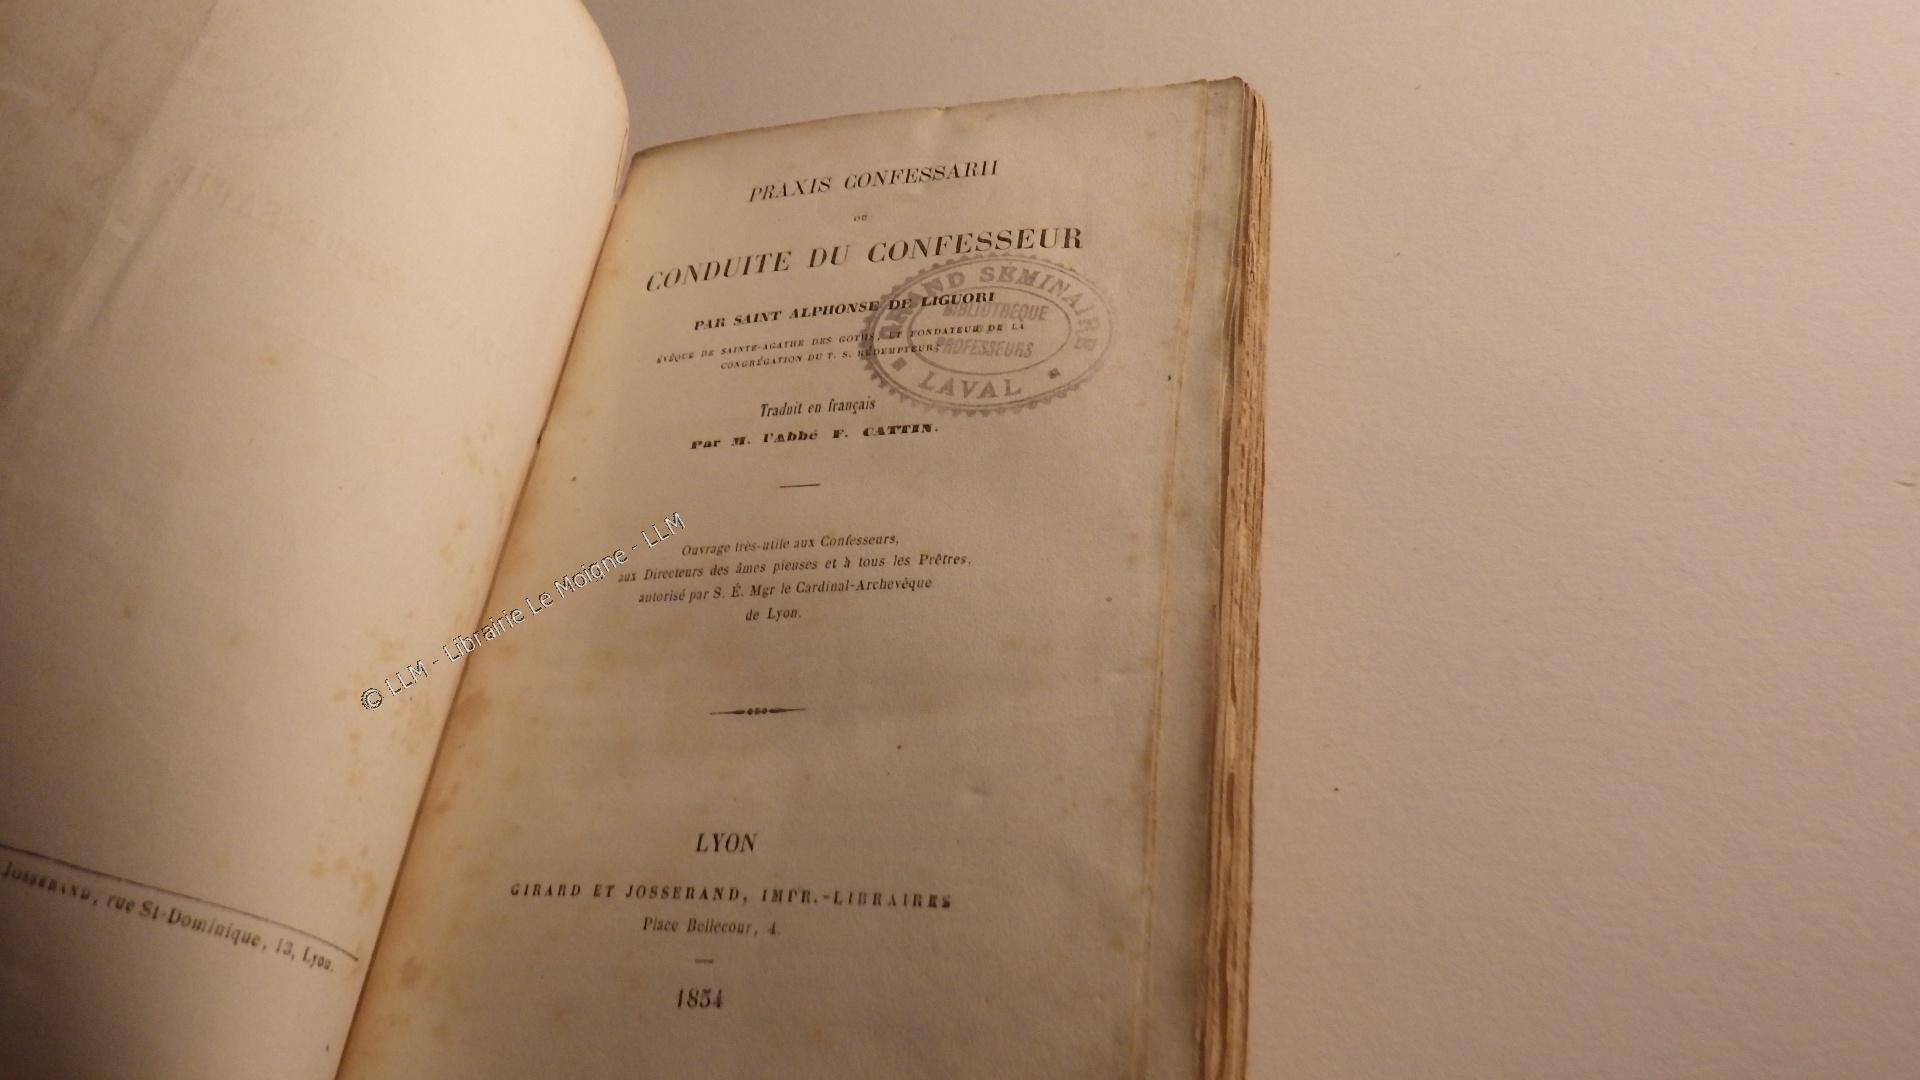 PRAXIS CONFESSARII
OU
CONDUITE DU CONFESSEUR
PAR SAINT ALPHONSE DE LIGUORI
ÉVÊQUE DE SAINTE-AGATHE DES GOTHS, ET FONDATEUR DE LA
CONGRÉGATION DU T. S. RÉDEMPTEUR;
GRAND SÉMINAIRE
BIBLIOTHÈQUE
PROFESSEURS
LAVAL
Traduit en français
Par M. l'Abbé F. CATTIN.
Ouvrage très-utile aux Confesseurs,
aux Directeurs des âmes pieuses et à tous les Prêtres,
autorisé par S. É. Mgr le Cardinal-Archevêque
de Lyon.
© LLM - Librairie Le Moigne - LLM
LYON
GIRARD ET JOSSERAND, IMPR.-LIBRAIRES
Place Bellecour, 4.
1854
JOSSERAND, rue St-Dominique, 13, Lyon.